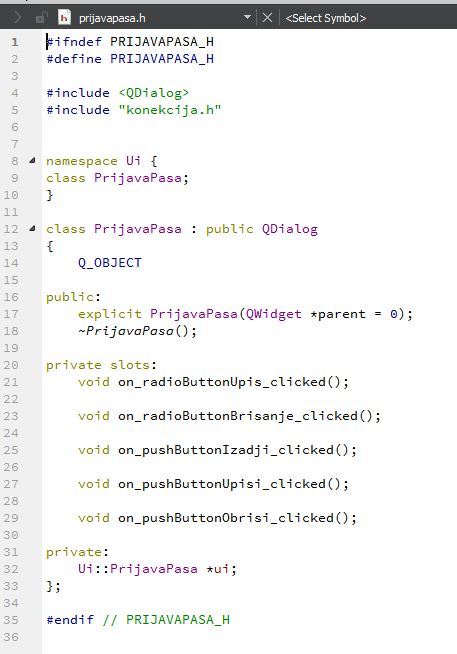 prijavapasa.h <Select Symbol>
1 #ifndef PRIJAVAPASA_H
2 #define PRIJAVAPASA_H
3
4 #include <QDialog>
5 #include "konekcija.h"
6
7
8 namespace Ui {
9 class PrijavaPasa;
10 }
11
12 class PrijavaPasa : public QDialog
13 {
14     Q_OBJECT
15
16 public:
17     explicit PrijavaPasa(QWidget *parent = 0);
18     ~PrijavaPasa();
19
20 private slots:
21     void on_radioButtonUpis_clicked();
22
23     void on_radioButtonBrisanje_clicked();
24
25     void on_pushButtonIzadji_clicked();
26
27     void on_pushButtonUpisi_clicked();
28
29     void on_pushButtonObrisi_clicked();
30
31 private:
32     Ui::PrijavaPasa *ui;
33 };
34
35 #endif // PRIJAVAPASA_H
36